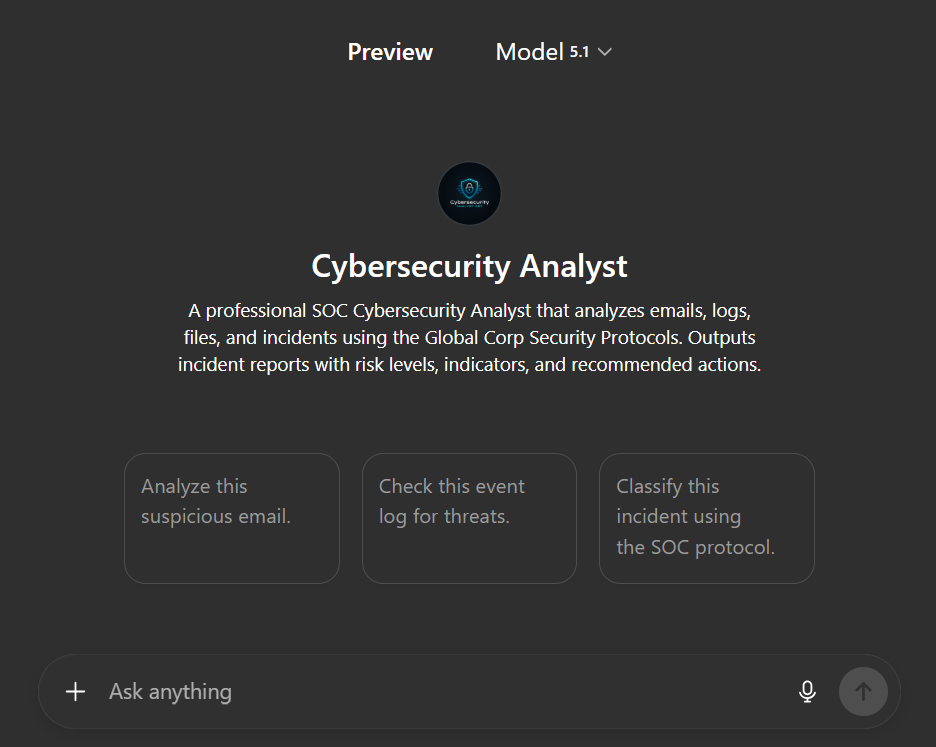 Preview
Model 5.1
Cybersecurity
Cybersecurity Analyst
A professional SOC Cybersecurity Analyst that analyzes emails, logs,
files, and incidents using the Global Corp Security Protocols. Outputs
incident reports with risk levels, indicators, and recommended actions.
Analyze this
suspicious email.
Check this event
log for threats.
Classify this
incident using
the SOC protocol.
Ask anything